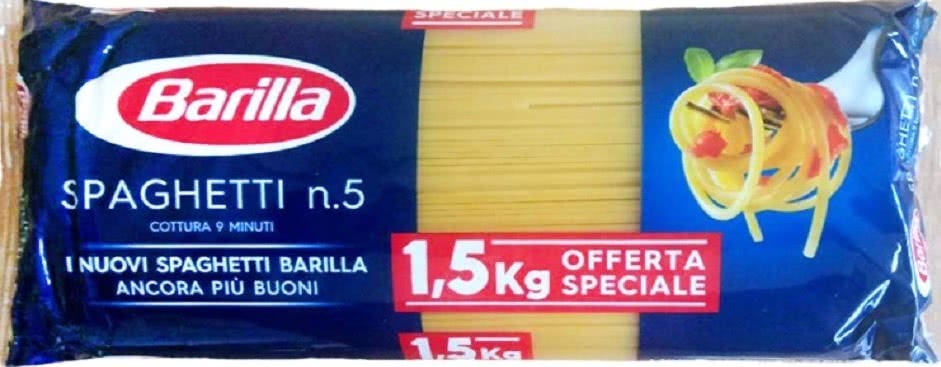 SPECIALE
Barilla
SPAGHETTI n.5
COTTURA 9 MINUTI
I NUOVI SPAGHETTI BARILLA
ANCORA PIÙ BUONI
1,5Kg OFFERTA
SPECIALE
1,5Kg